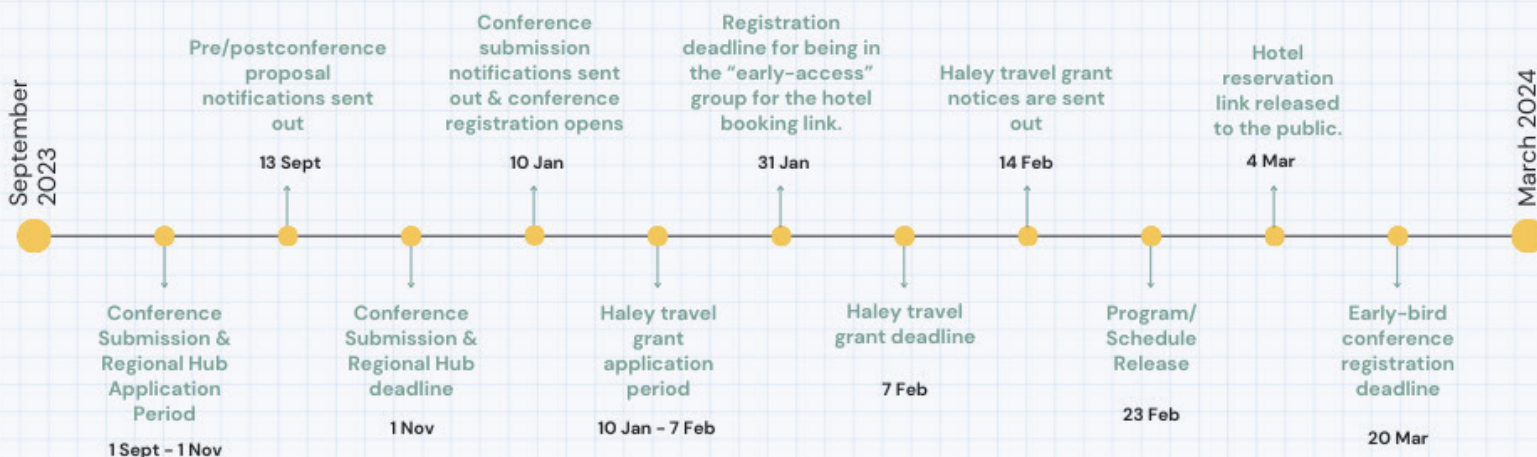 September
2023
Conference
Submission &
Regional Hub
Application
Period
1 Sept - 1 Nov
Pre/postconference
proposal
notifications sent
out
13 Sept
Conference
Submission &
Regional Hub
deadline
1 Nov
Conference
submission
notifications sent
out & conference
registration opens
10 Jan
Haley travel
grant
application
period
10 Jan - 7 Feb
Registration
deadline for being in
the “early-access”
group for the hotel
booking link.
31 Jan
Haley travel
grant deadline
7 Feb
Haley travel grant
notices are sent
out
14 Feb
Program/
Schedule
Release
23 Feb
Hotel
reservation
link released
to the public.
4 Mar
Early-bird
conference
registration
deadline
20 Mar
March 2024